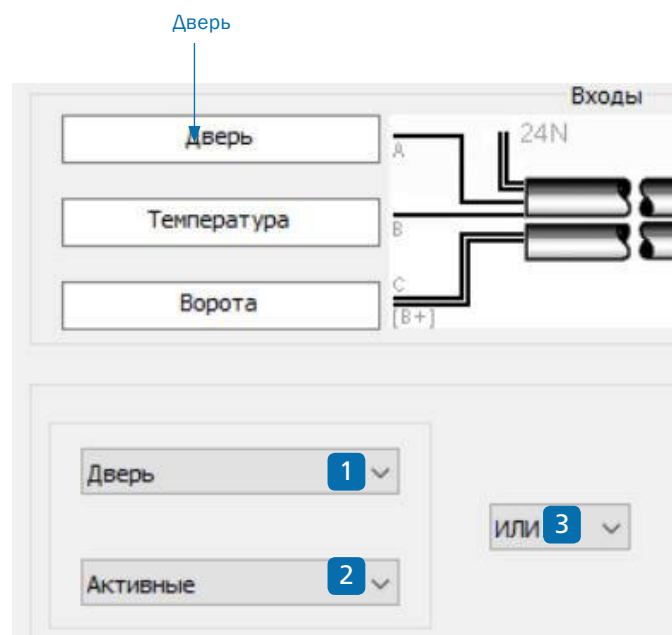 Дверь
Входы
Дверь
A
24N
Температура
B
Ворота
C
[B+]
Дверь 1
ИЛИ 3
Активные 2